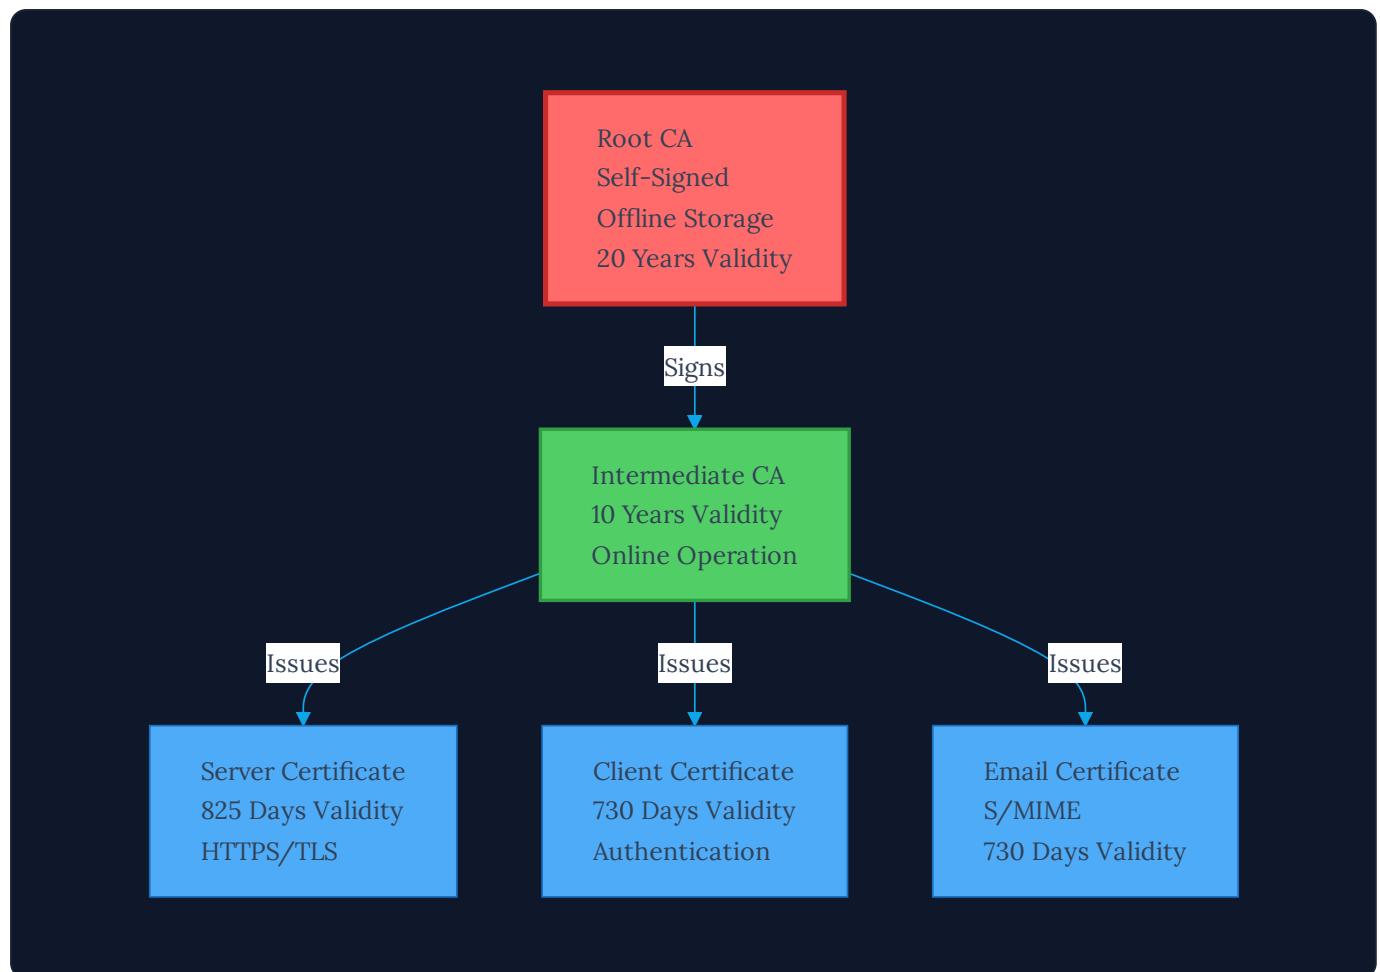 Root CA
Self-Signed
Offline Storage
20 Years Validity
Signs
Intermediate CA
10 Years Validity
Online Operation
Issues
Issues
Issues
Server Certificate
825 Days Validity
HTTPS/TLS
Client Certificate
730 Days Validity
Authentication
Email Certificate
S/MIME
730 Days Validity